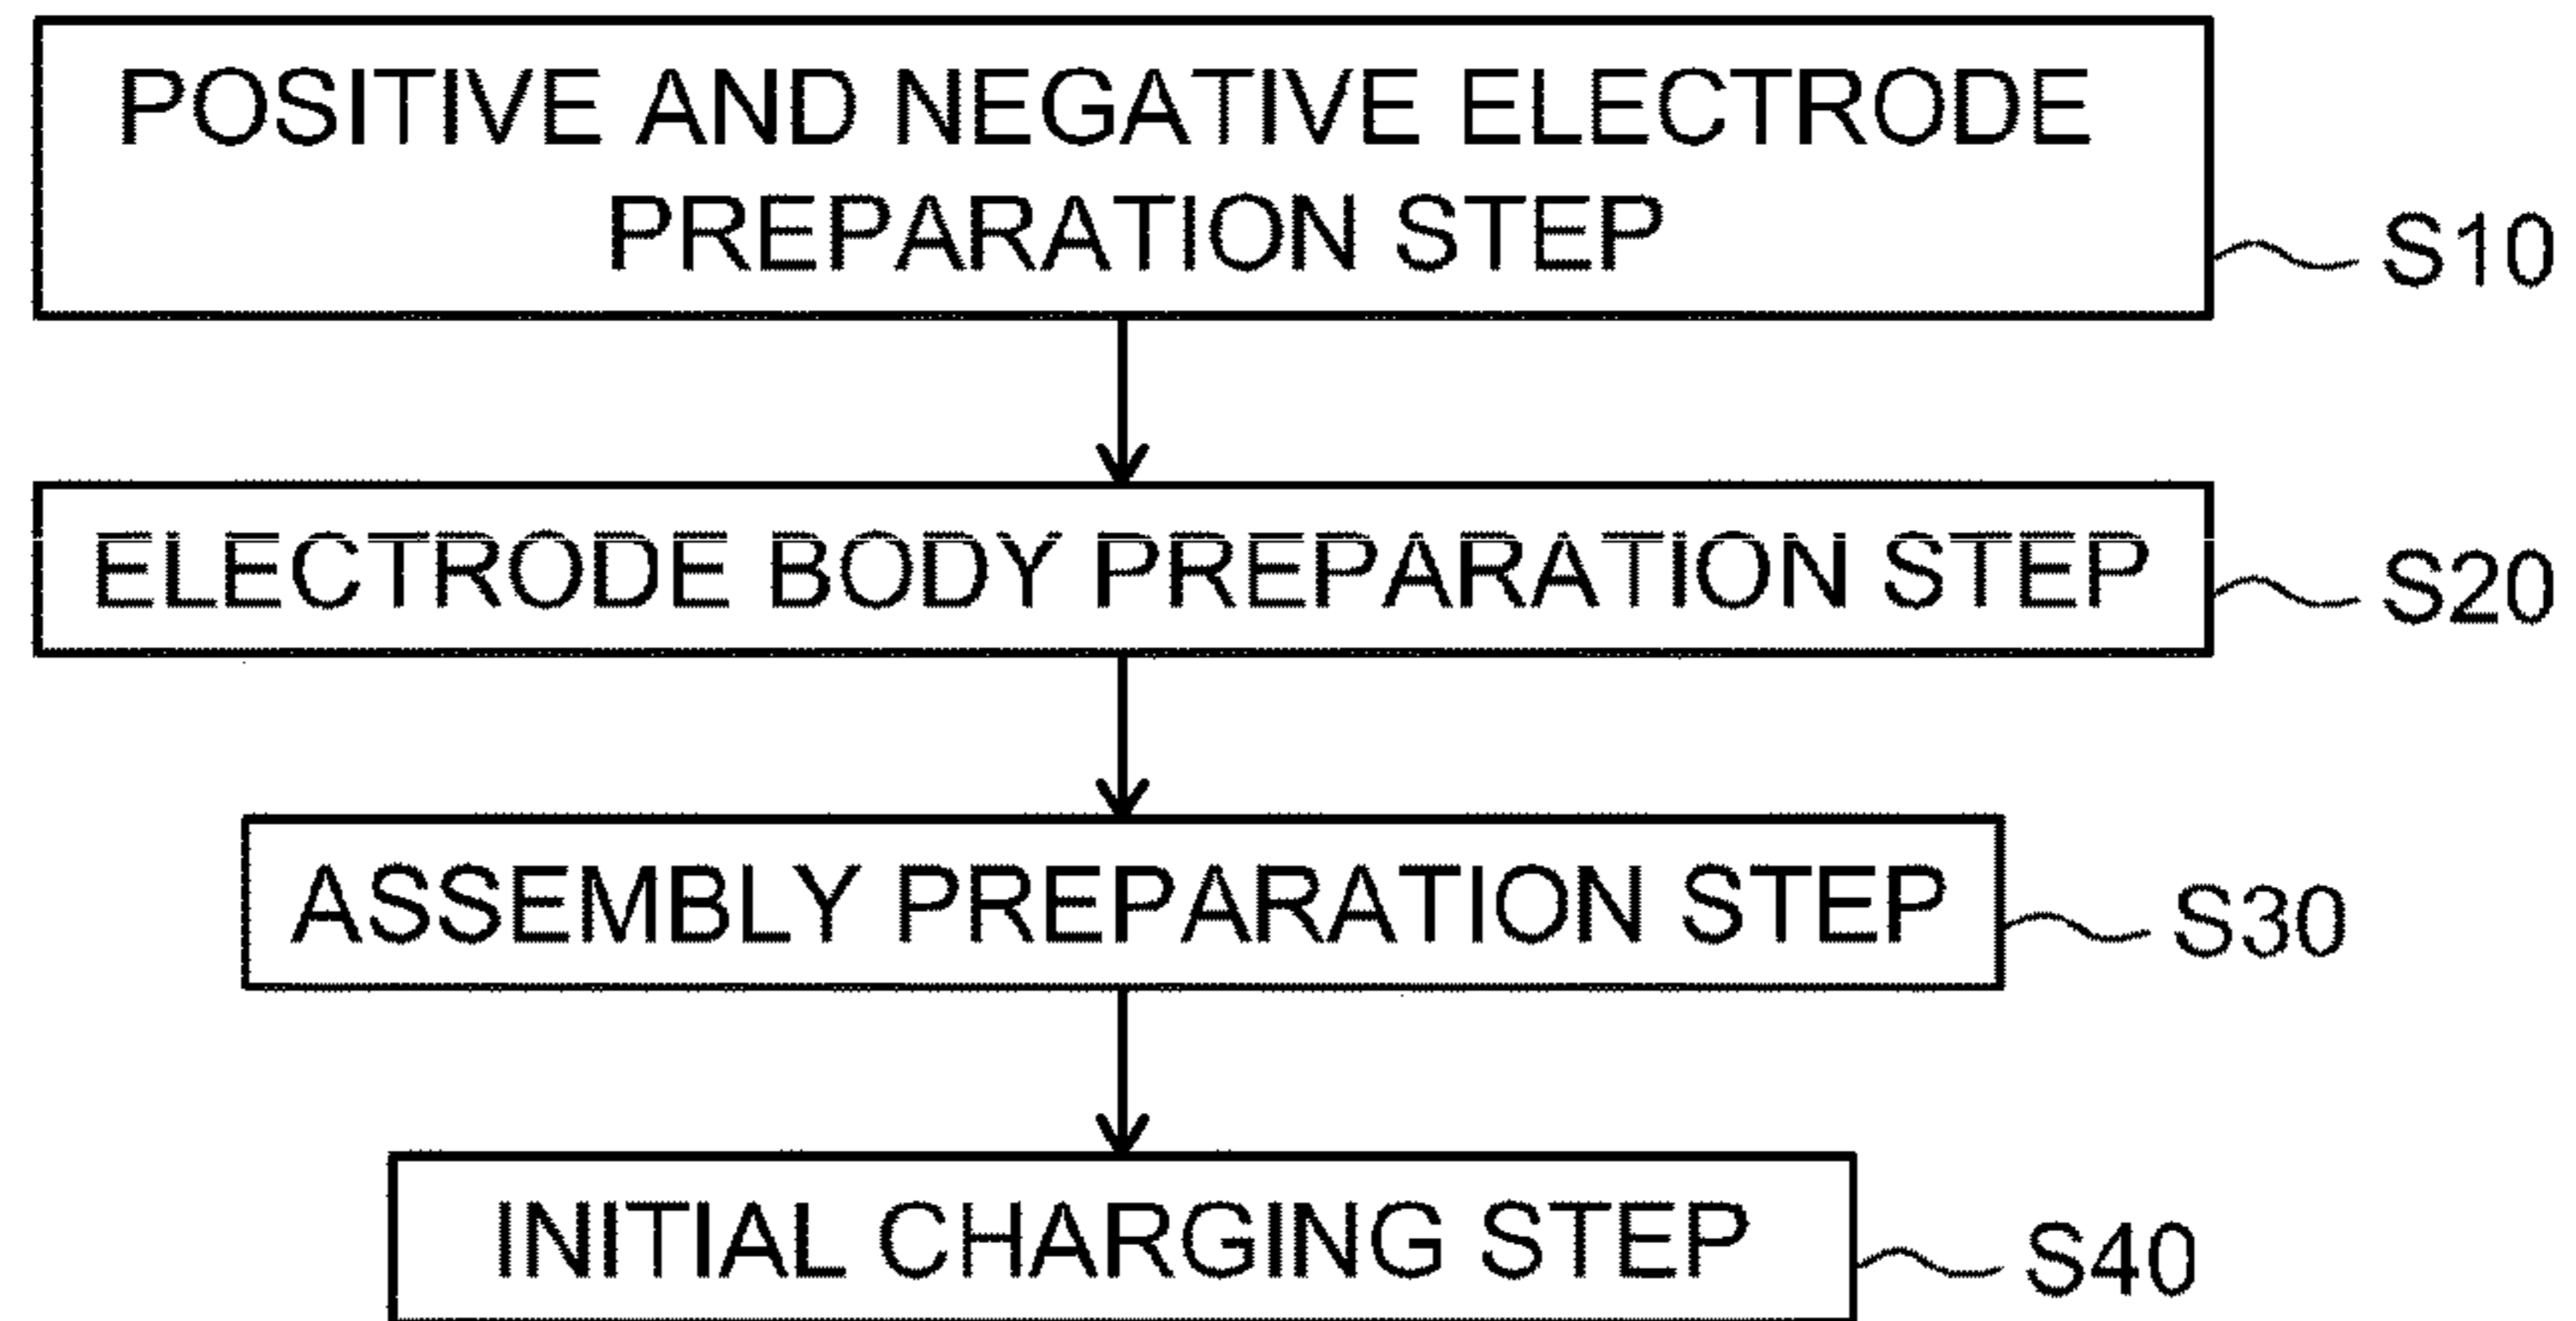 POSITIVE AND NEGATIVE ELECTRODE
PREPARATION STEP
S10
ELECTRODE BODY PREPARATION STEP
S20
ASSEMBLY PREPARATION STEP
S30
INITIAL CHARGING STEP
S40